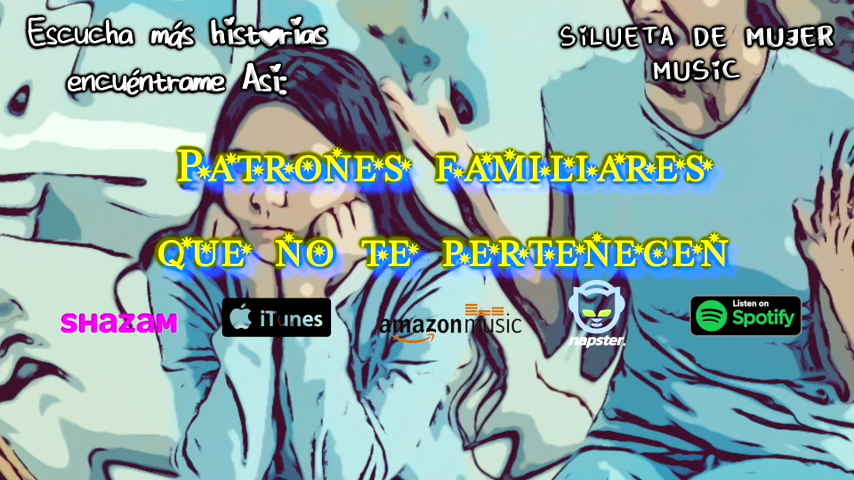 Escucha más historias
encuéntrame Asi:
SILUETA DE MUJER
MUSIC
Patrones familiares
que no te pertenecen
SHAZAM
iTunes
amazonmusic
napster.
Listen on
Spotify